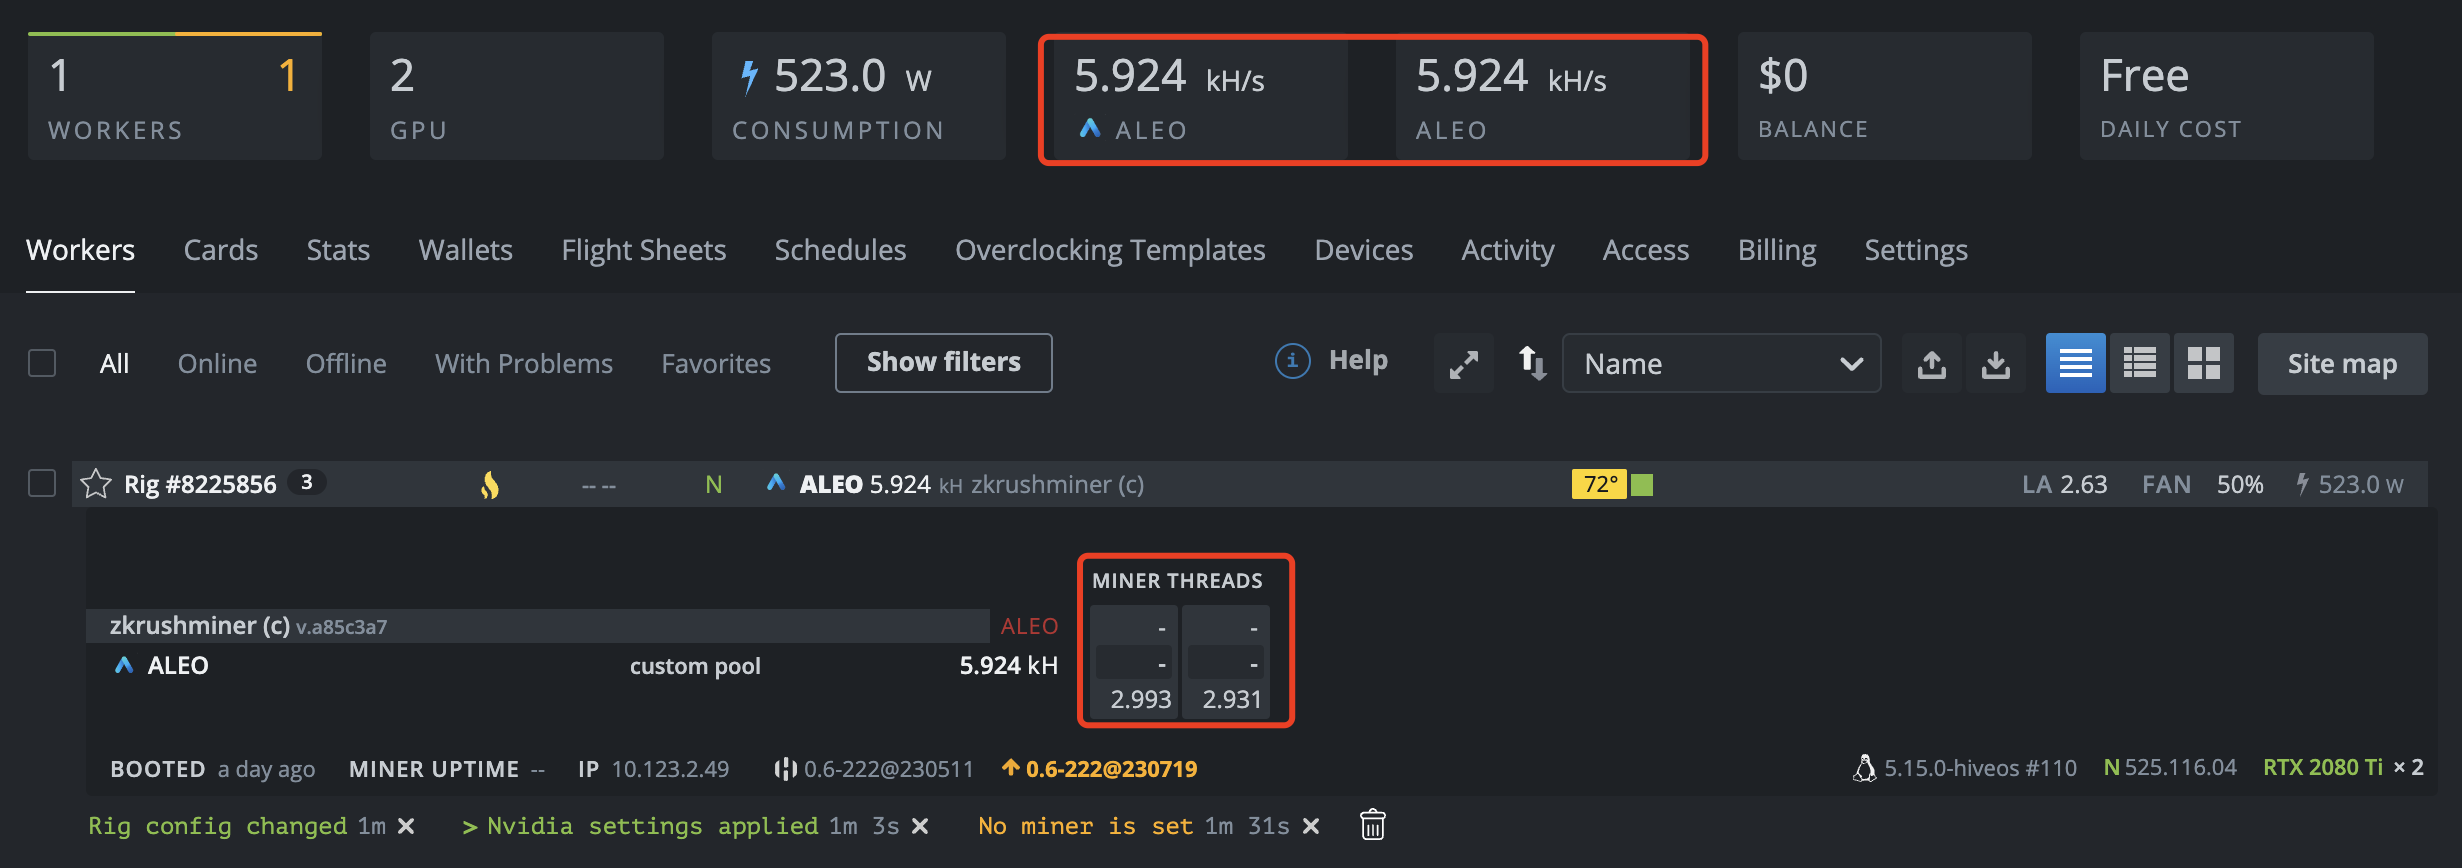 1 1 2 523.0 W 5.924 kH/s 5.924 kH/s $0 Free
WORKERS GPU CONSUMPTION ALEO ALEO BALANCE DAILY COST
Workers Cards Stats Wallets Flight Sheets Schedules Overclocking Templates Devices Activity Access Billing Settings
All Online Offline With Problems Favorites Show filters i Help Name Site map
Rig #8225856 3 -- -- N ALEO 5.924 kH zkrushminer (c) 72° LA 2.63 FAN 50% 523.0 W
MINER THREADS
zkrushminer (c) v.a85c3a7 ALEO - -
ALEO custom pool 5.924 kH - -
2.993 2.931
BOOTED a day ago MINER UPTIME -- IP 10.123.2.49 0.6-222@230511 0.6-222@230719 5.15.0-hiveos #110 N 525.116.04 RTX 2080 Ti × 2
Rig config changed 1m × > Nvidia settings applied 1m 3s × No miner is set 1m 31s ×